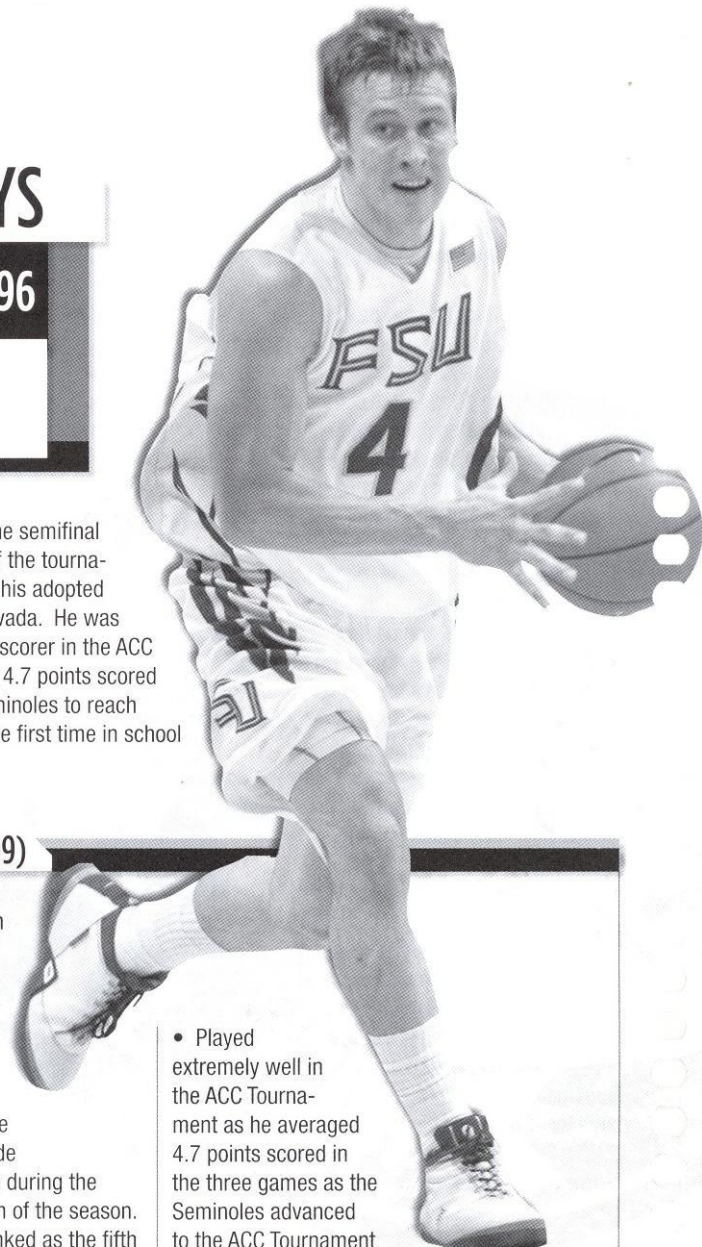 YS
96
FSU
4
ne semifinal
f the tourna-
his adopted
vada. He was
scorer in the ACC
4.7 points scored
minoles to reach
e first time in school
9)
n
e
de
during the
n of the season.
nked as the fifth
• Played
extremely well in
the ACC Tourna-
ment as he averaged
4.7 points scored in
the three games as the
Seminoles advanced
to the ACC Tournament